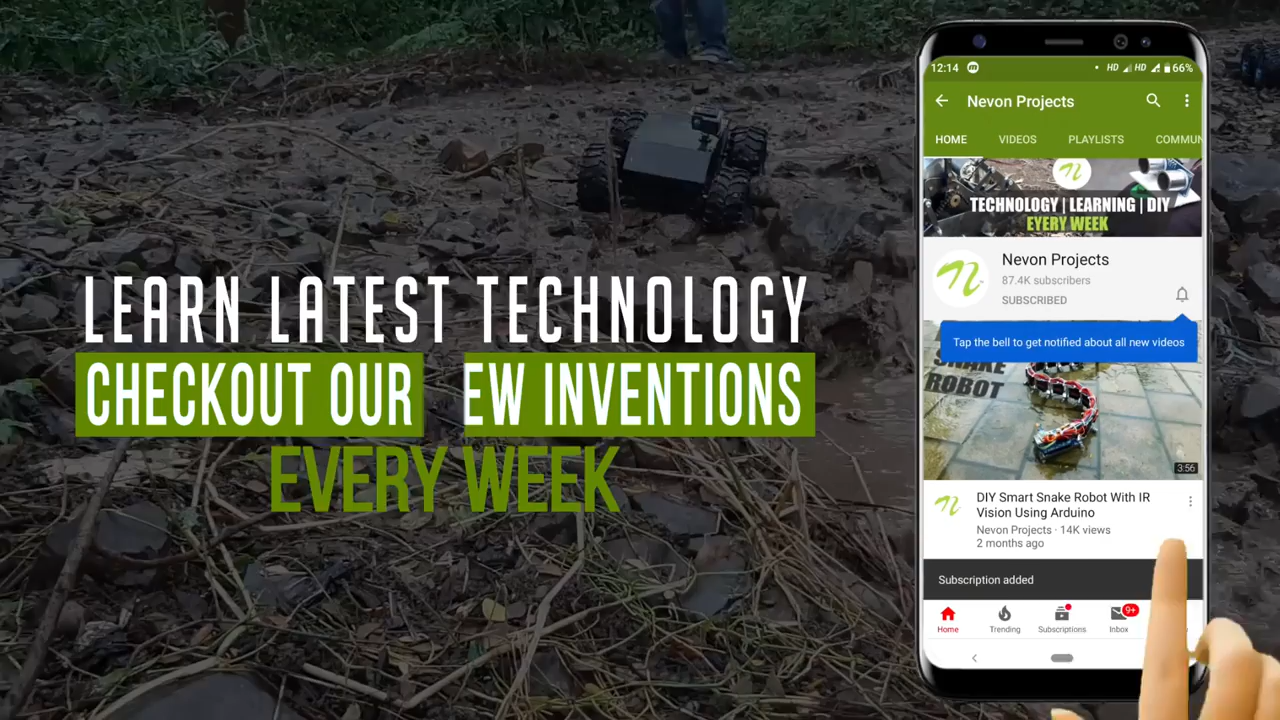 LEARN LATEST TECHNOLOGY
CHECKOUT OUR EW INVENTIONS
EVERY WEEK
12:14 HD HD 66%
Nevon Projects
HOME VIDEOS PLAYLISTS COMMUN
TECHNOLOGY | LEARNING | DIY
EVERY WEEK
Nevon Projects
87.4K subscribers
SUBSCRIBED
Tap the bell to get notified about all new videos
SNAKE
ROBOT
3:56
DIY Smart Snake Robot With IR
Vision Using Arduino
Nevon Projects · 14K views
2 months ago
Subscription added
9+
Home Trending Subscriptions Inbox